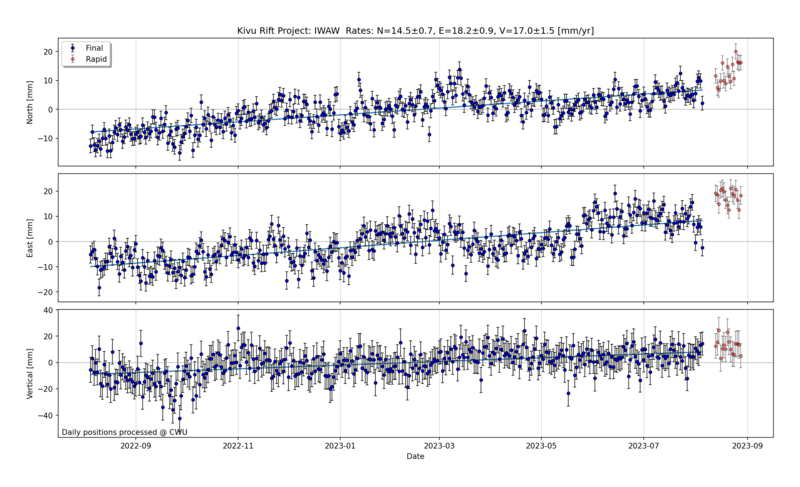 Kivu Rift Project: IWAW Rates: N=14.5±0.7, E=18.2±0.9, V=17.0±1.5 [mm/yr]
Final
Rapid
North [mm]
20
10
0
−10
East [mm]
20
10
0
−10
−20
Vertical [mm]
40
20
0
−20
−40
Daily positions processed @ CWU
2022-09
2022-11
2023-01
2023-03
2023-05
2023-07
2023-09
Date